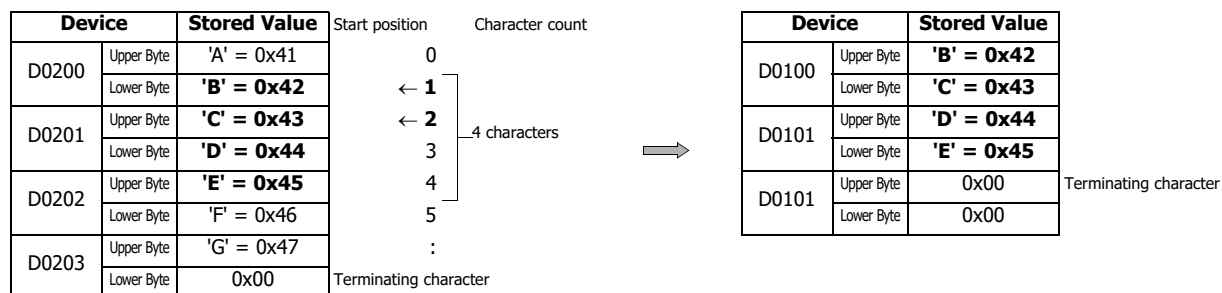 Device Stored Value Start position Character count
D0200 Upper Byte 'A' = 0x41 0
Lower Byte 'B' = 0x42 ← 1
D0201 Upper Byte 'C' = 0x43 ← 2
Lower Byte 'D' = 0x44 3
4 characters
D0202 Upper Byte 'E' = 0x45 4
Lower Byte 'F' = 0x46 5
D0203 Upper Byte 'G' = 0x47 :
Lower Byte 0x00 Terminating character
Device Stored Value
D0100 Upper Byte 'B' = 0x42
Lower Byte 'C' = 0x43
D0101 Upper Byte 'D' = 0x44
Lower Byte 'E' = 0x45
D0101 Upper Byte 0x00 Terminating character
Lower Byte 0x00